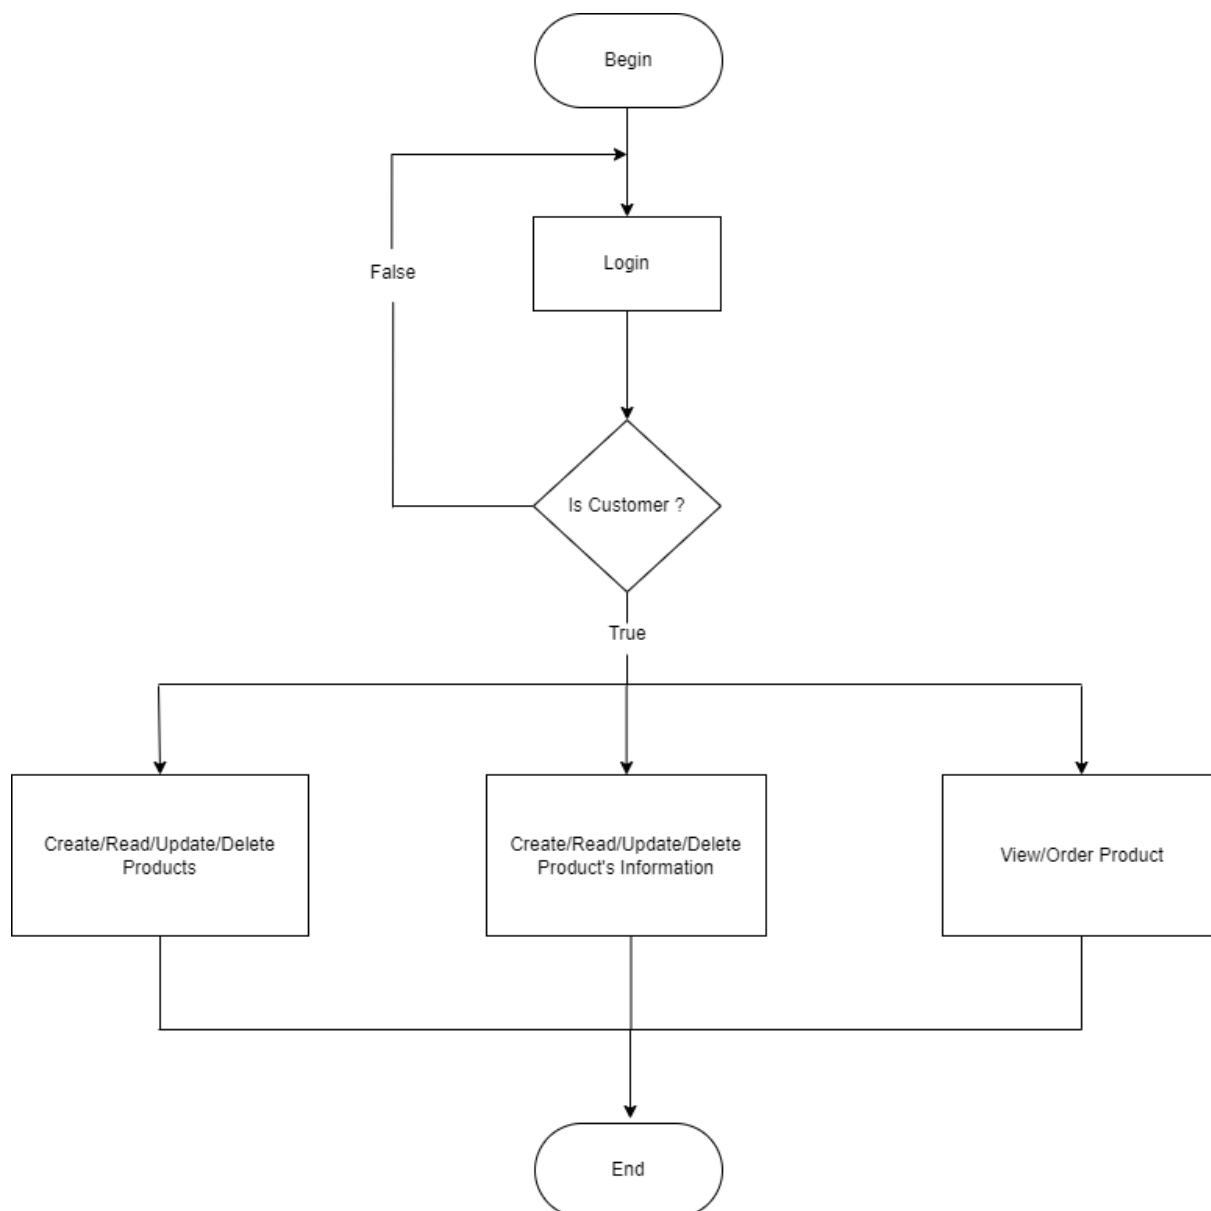 Begin
False
Login
Is Customer ?
True
Create/Read/Update/Delete
Products
Create/Read/Update/Delete
Product's Information
View/Order Product
End